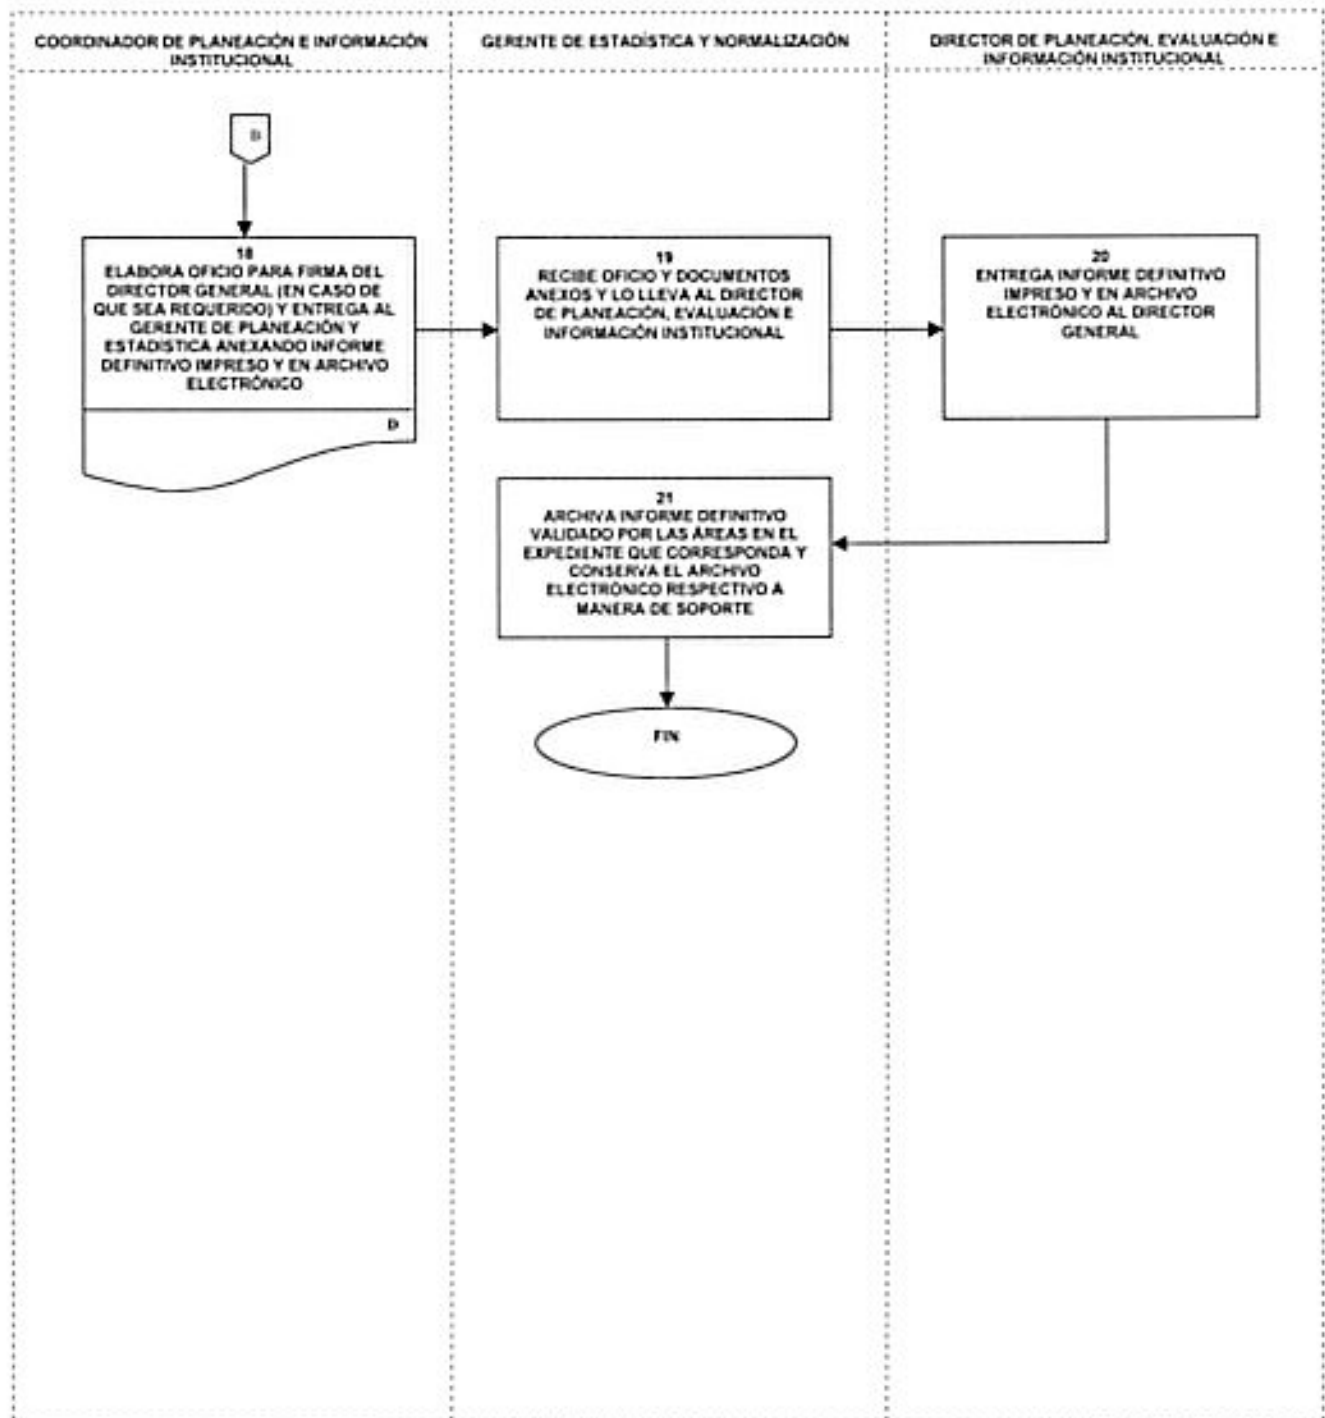 COORDINADOR DE PLANEACIÓN E INFORMACIÓN
INSTITUCIONAL
GERENTE DE ESTADÍSTICA Y NORMALIZACIÓN
DIRECTOR DE PLANEACIÓN, EVALUACIÓN E
INFORMACIÓN INSTITUCIONAL
18
ELABORA OFICIO PARA FIRMA DEL
DIRECTOR GENERAL (EN CASO DE
QUE SEA REQUERIDO) Y ENTREGA AL
GERENTE DE PLANEACIÓN Y
ESTADÍSTICA ANEXANDO INFORME
DEFINITIVO IMPRESO Y EN ARCHIVO
ELECTRÓNICO
D
19
RECIBE OFICIO Y DOCUMENTOS
ANEXOS Y LO LLEVA AL DIRECTOR
DE PLANEACIÓN, EVALUACIÓN E
INFORMACIÓN INSTITUCIONAL
20
ENTREGA INFORME DEFINITIVO
IMPRESO Y EN ARCHIVO
ELECTRÓNICO AL DIRECTOR
GENERAL
21
ARCHIVA INFORME DEFINITIVO
VALIDADO POR LAS ÁREAS EN EL
EXPEDIENTE QUE CORRESPONDA Y
CONSERVA EL ARCHIVO
ELECTRÓNICO RESPECTIVO A
MANERA DE SOPORTE
FIN